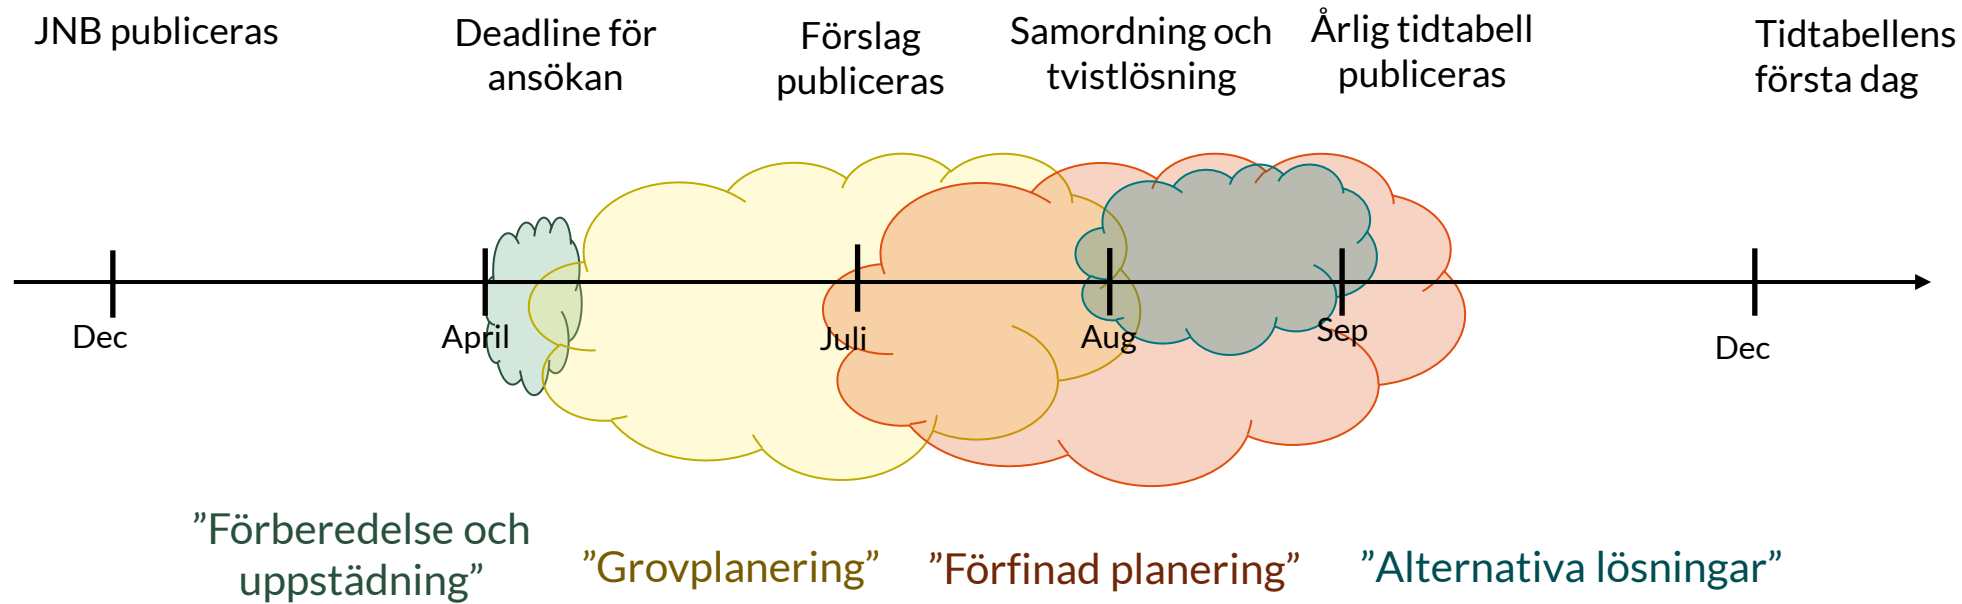 JNB publiceras
Deadline för
ansökan
Förslag
publiceras
Samordning och
tvistlösning
Årlig tidtabell
publiceras
Tidtabellens
första dag
Dec
April
Juli
Aug
Sep
Dec
”Förberedelse och
uppstädning”
”Grovplanering”
”Förfinad planering”
”Alternativa lösningar”